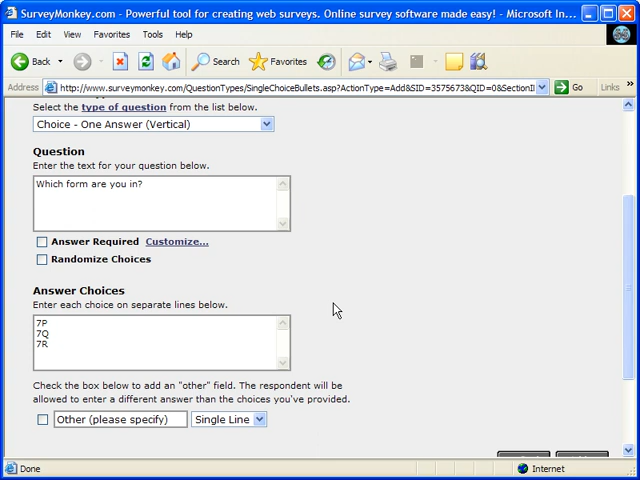 SurveyMonkey.com - Powerful tool for creating web surveys. Online survey software made easy! - Microsoft In...
File Edit View Favorites Tools Help
Back Search Favorites
Address http://www.surveymonkey.com/QuestionTypes/SingleChoiceBullets.asp?ActionType=Add&SID=3575673&QID=0&SectionI Go Links »
Select the type of question from the list below.
Choice - One Answer (Vertical)
Question
Enter the text for your question below.
Which form are you in?
Answer Required Customize...
Randomize Choices
Answer Choices
Enter each choice on separate lines below.
7P
7Q
7R
Check the box below to add an "other" field. The respondent will be
allowed to enter a different answer than the choices you've provided.
Other (please specify) Single Line
Done Internet